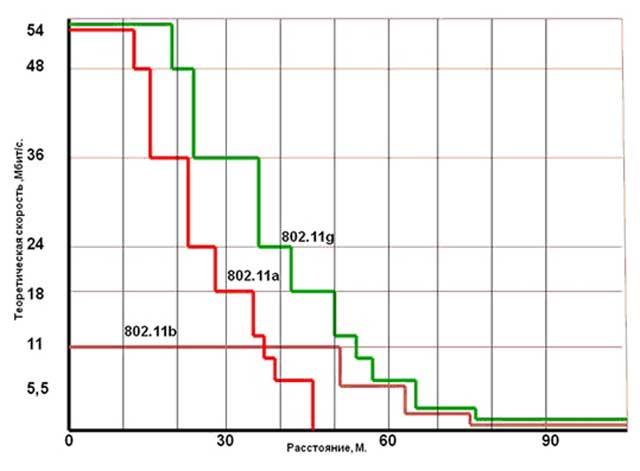 Теоретическая скорость ,Мбит/с.
54
48
36
24
18
11
5,5
802.11g
802.11a
802.11b
0
30
60
90
Расстояние, М.